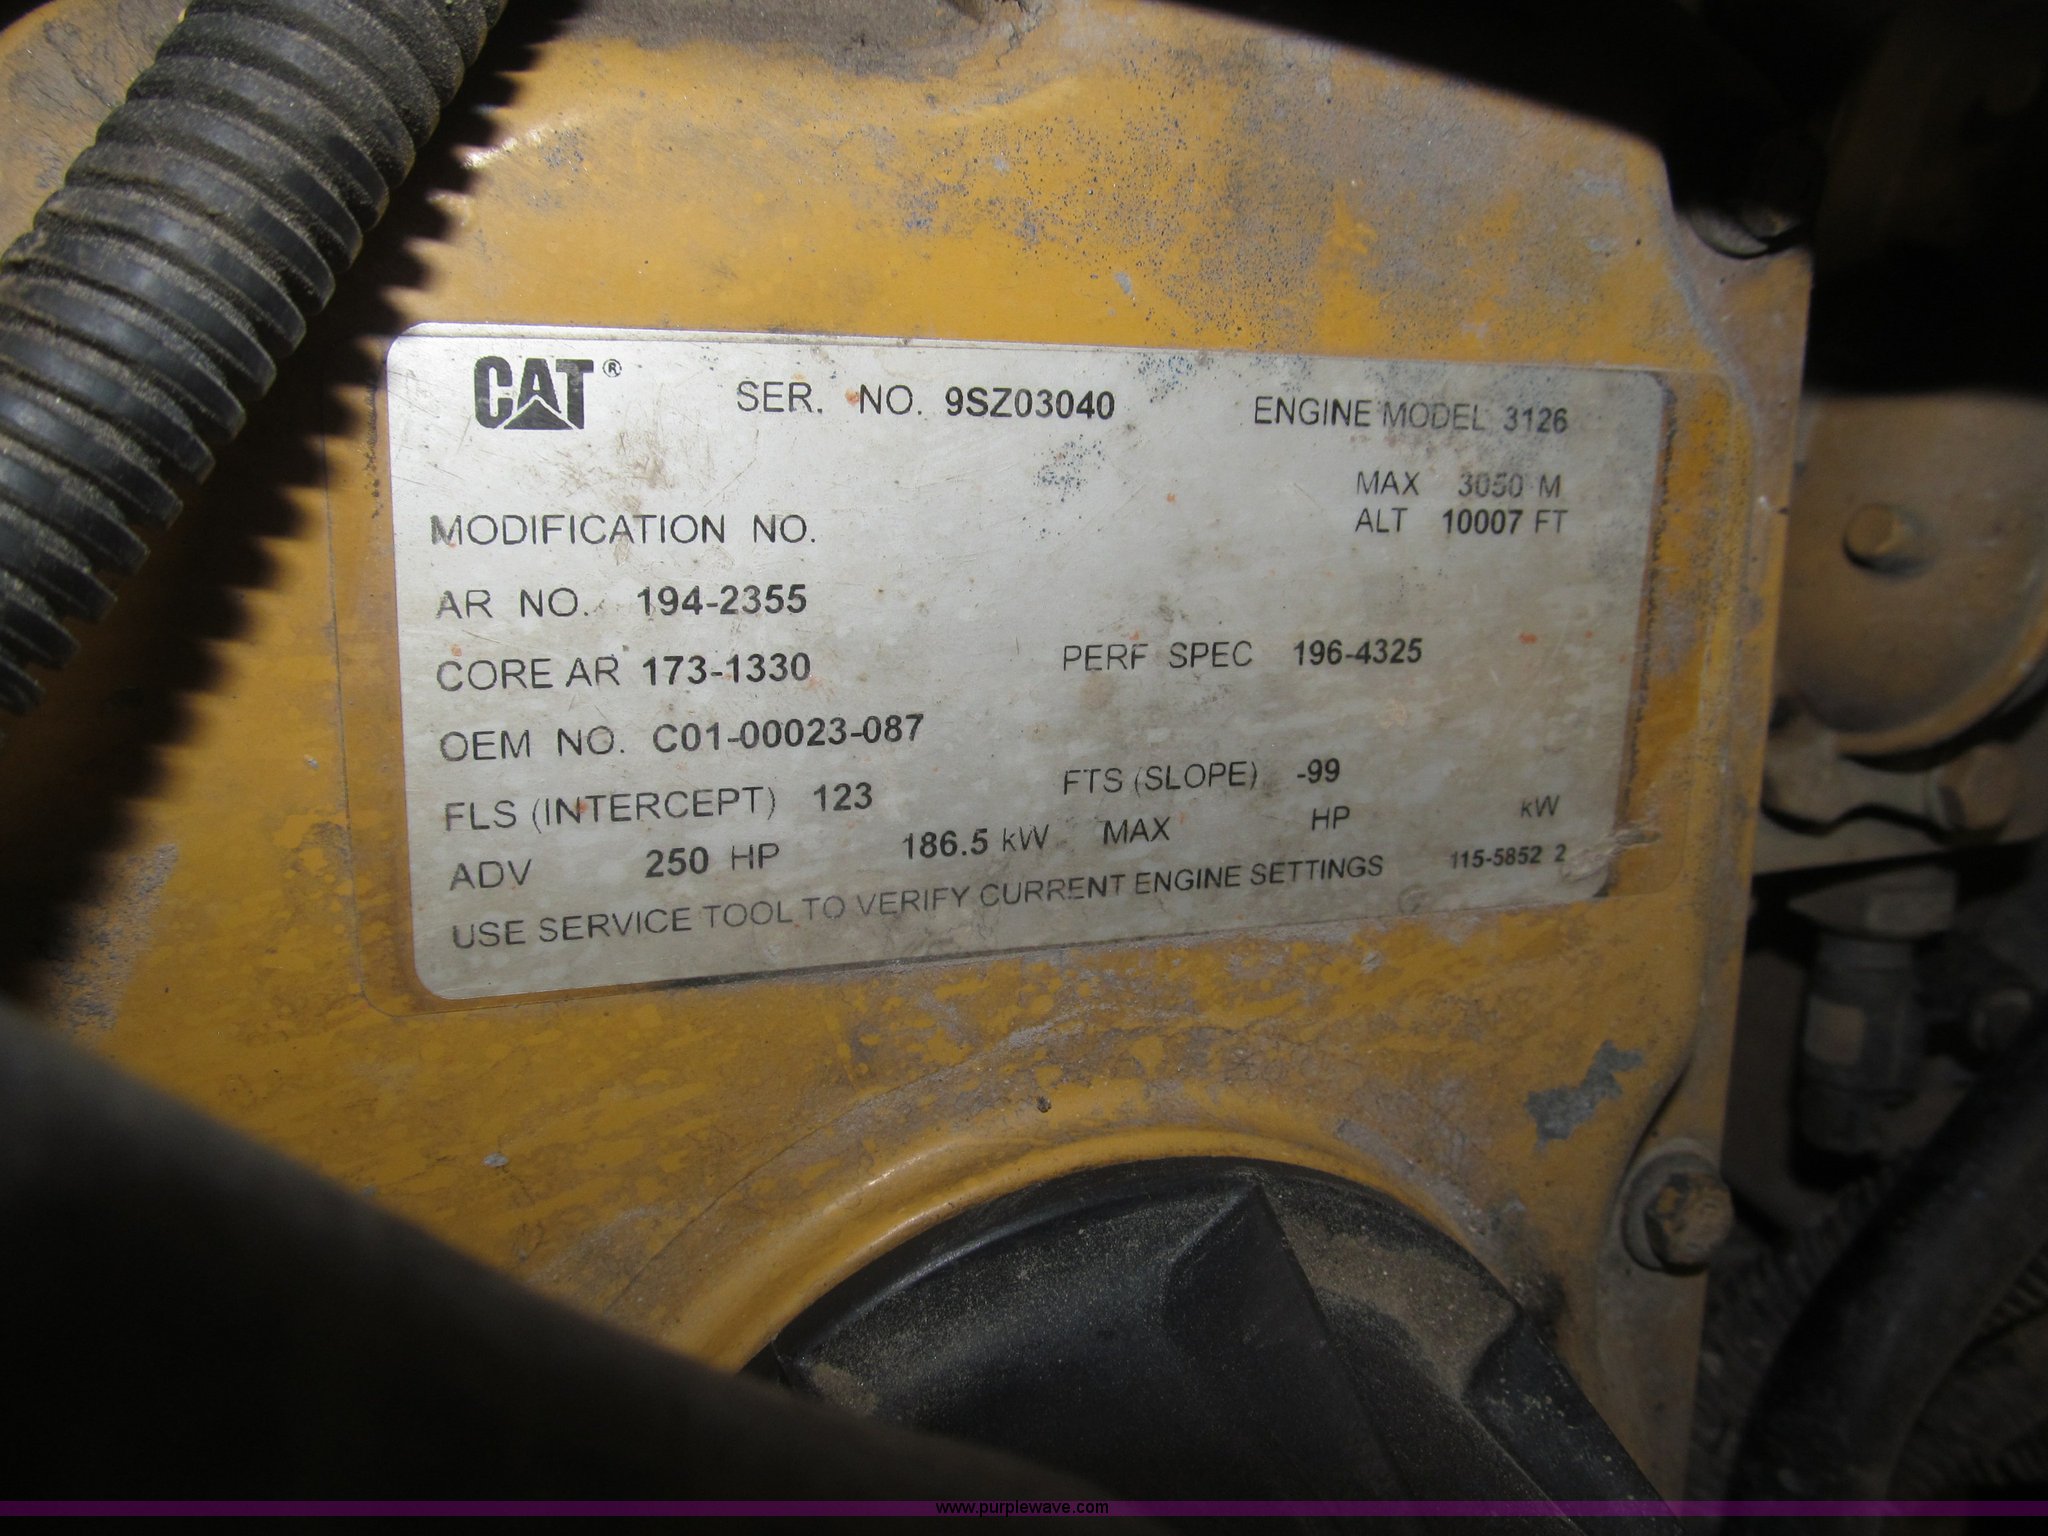 CAT® SER. NO. 9SZ03040 ENGINE MODEL 3126
MAX 3050 M
MODIFICATION NO. ALT 10007 FT
AR NO. 194-2355
CORE AR 173-1330 PERF SPEC 196-4325
OEM NO. C01-00023-087
FLS (INTERCEPT) 123 FTS (SLOPE) -99
ADV 250 HP 186.5 kW MAX HP kW
USE SERVICE TOOL TO VERIFY CURRENT ENGINE SETTINGS 115-5852 2
www.purplewave.com